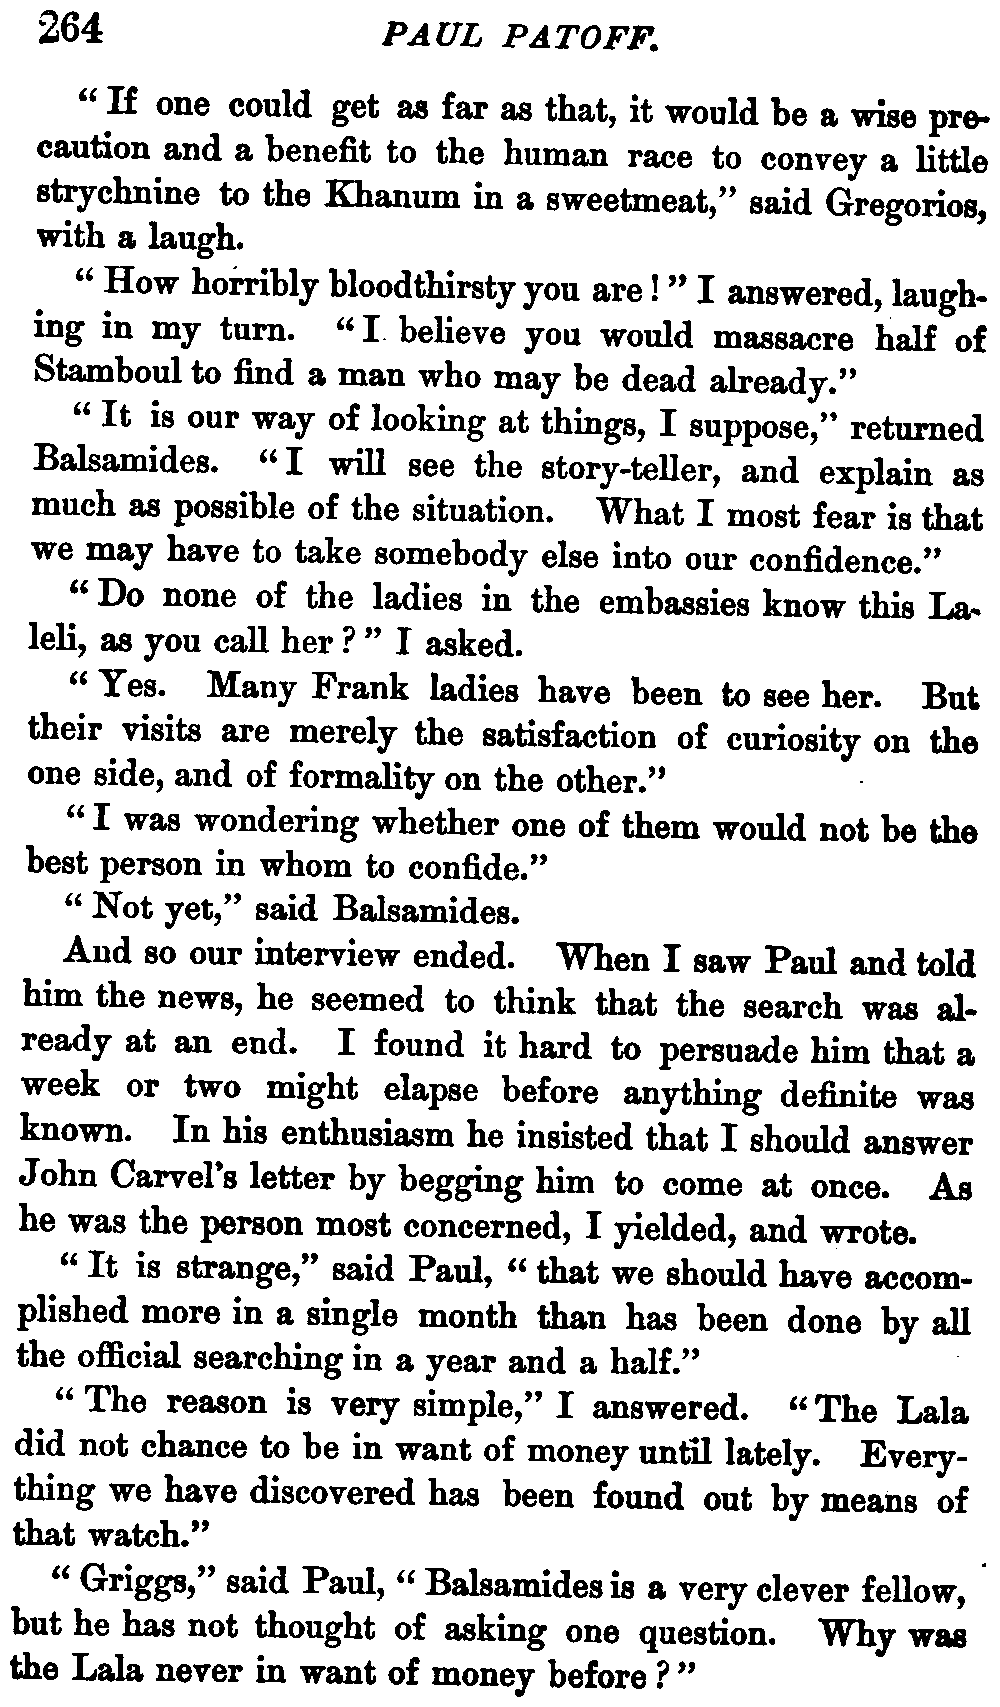 264 PAUL PATOFF.
“If one could get as far as that, it would be a wise pre-
caution and a benefit to the human race to convey a little
strychnine to the Khanum in a sweetmeat,” said Gregorios,
with a laugh.
“How horribly bloodthirsty you are!” I answered, laugh-
ing in my turn. “I believe you would massacre half of
Stamboul to find a man who may be dead already.”
“It is our way of looking at things, I suppose,” returned
Balsamides. “I will see the story-teller, and explain as
much as possible of the situation. What I most fear is that
we may have to take somebody else into our confidence.”
“Do none of the ladies in the embassies know this La-
leli, as you call her?” I asked.
“Yes. Many Frank ladies have been to see her. But
their visits are merely the satisfaction of curiosity on the
one side, and of formality on the other.”
“I was wondering whether one of them would not be the
best person in whom to confide.”
“Not yet,” said Balsamides.
And so our interview ended. When I saw Paul and told
him the news, he seemed to think that the search was al-
ready at an end. I found it hard to persuade him that a
week or two might elapse before anything definite was
known. In his enthusiasm he insisted that I should answer
John Carvel’s letter by begging him to come at once. As
he was the person most concerned, I yielded, and wrote.
“It is strange,” said Paul, “that we should have accom-
plished more in a single month than has been done by all
the official searching in a year and a half.”
“The reason is very simple,” I answered. “The Lala
did not chance to be in want of money until lately. Every-
thing we have discovered has been found out by means of
that watch.”
“Griggs,” said Paul, “Balsamides is a very clever fellow,
but he has not thought of asking one question. Why was
the Lala never in want of money before?”